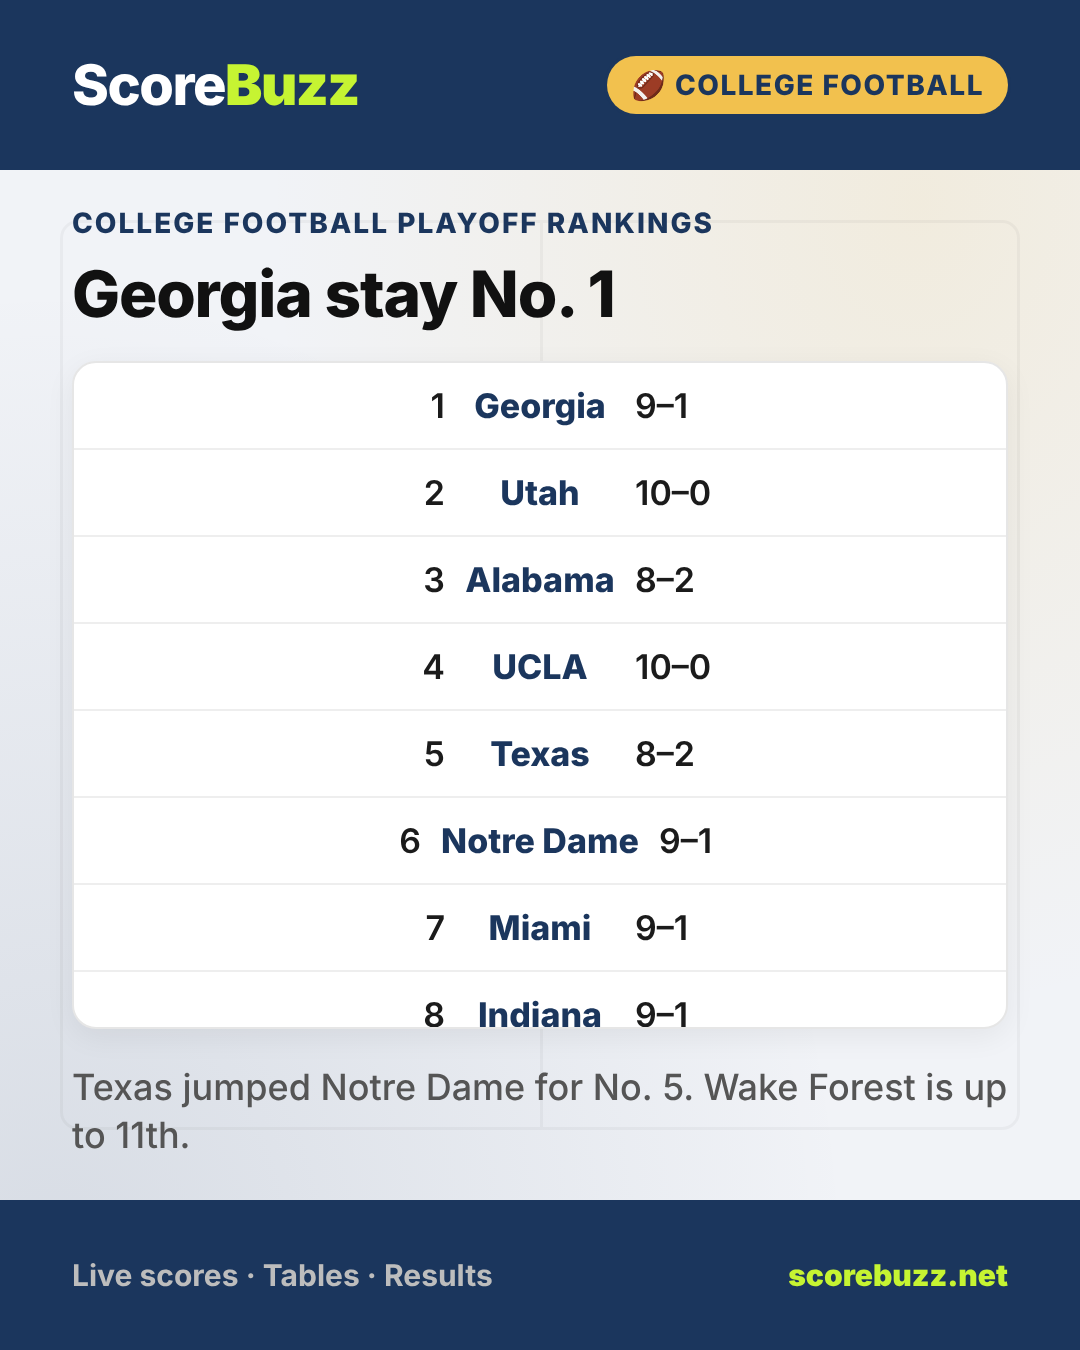 ScoreBuzz
🏈 COLLEGE FOOTBALL
COLLEGE FOOTBALL PLAYOFF RANKINGS
Georgia stay No. 1
1 Georgia 9–1
2 Utah 10–0
3 Alabama 8–2
4 UCLA 10–0
5 Texas 8–2
6 Notre Dame 9–1
7 Miami 9–1
8 Indiana 9–1
Texas jumped Notre Dame for No. 5. Wake Forest is up
to 11th.
Live scores · Tables · Results
scorebuzz.net